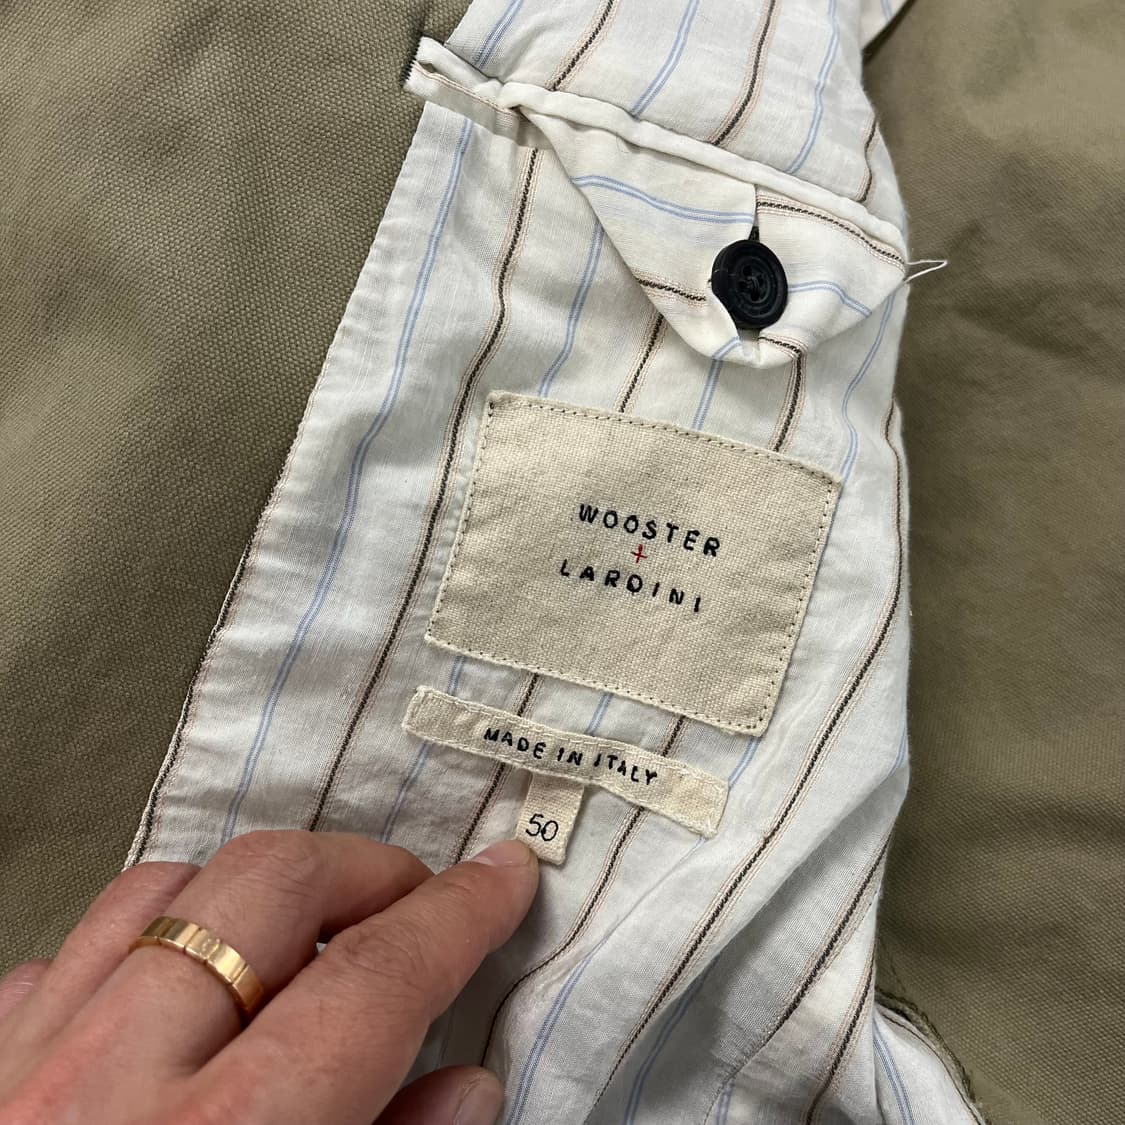 WOOSTER
+
LARDINI
MADE IN ITALY
50